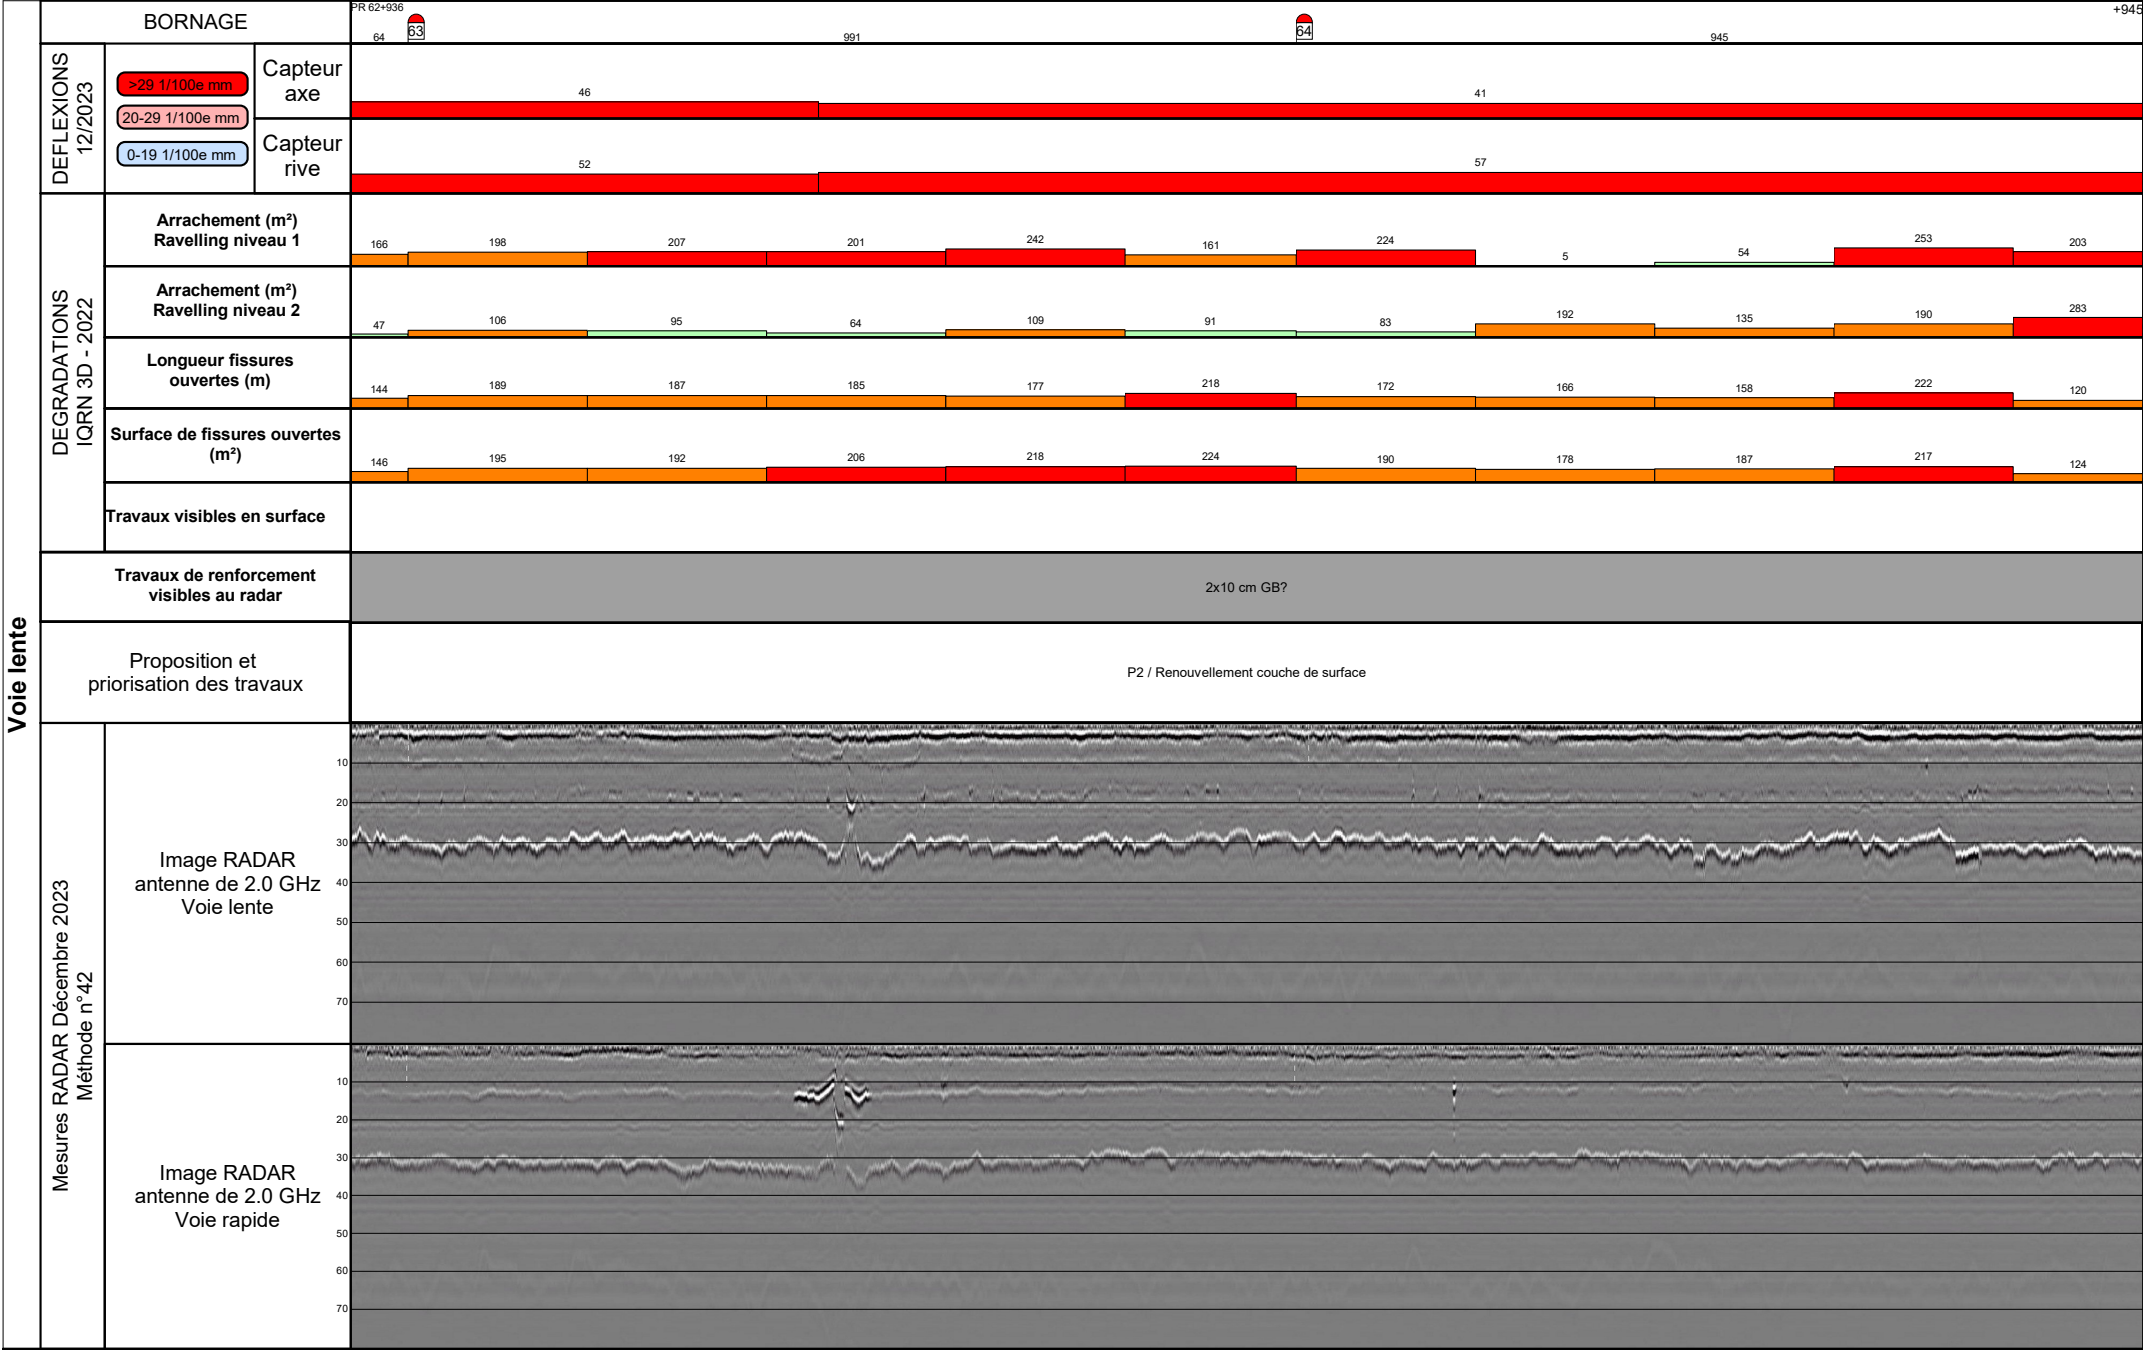 BORNAGE
PR 62+936
63
64
+945
64
991
945
Voie lente
DEFLEXIONS
12/2023
>29 1/100e mm
20-29 1/100e mm
0-19 1/100e mm
Capteur
axe
46
41
Capteur
rive
52
57
DEGRADATIONS
IQRN 3D - 2022
Arrachement (m²)
Ravelling niveau 1
166 198 207 201 242 161 224 5 54 253 203
Arrachement (m²)
Ravelling niveau 2
47 106 95 64 109 91 83 192 135 190 283
Longueur fissures
ouvertes (m)
144 189 187 185 177 218 172 166 158 222 120
Surface de fissures ouvertes
(m²)
146 195 192 206 218 224 190 178 187 217 124
Travaux visibles en surface
Travaux de renforcement
visibles au radar
2x10 cm GB?
Proposition et
priorisation des travaux
P2 / Renouvellement couche de surface
Mesures RADAR Décembre 2023
Méthode n°42
Image RADAR
antenne de 2.0 GHz
Voie lente
10
20
30
40
50
60
70
Image RADAR
antenne de 2.0 GHz
Voie rapide
10
20
30
40
50
60
70